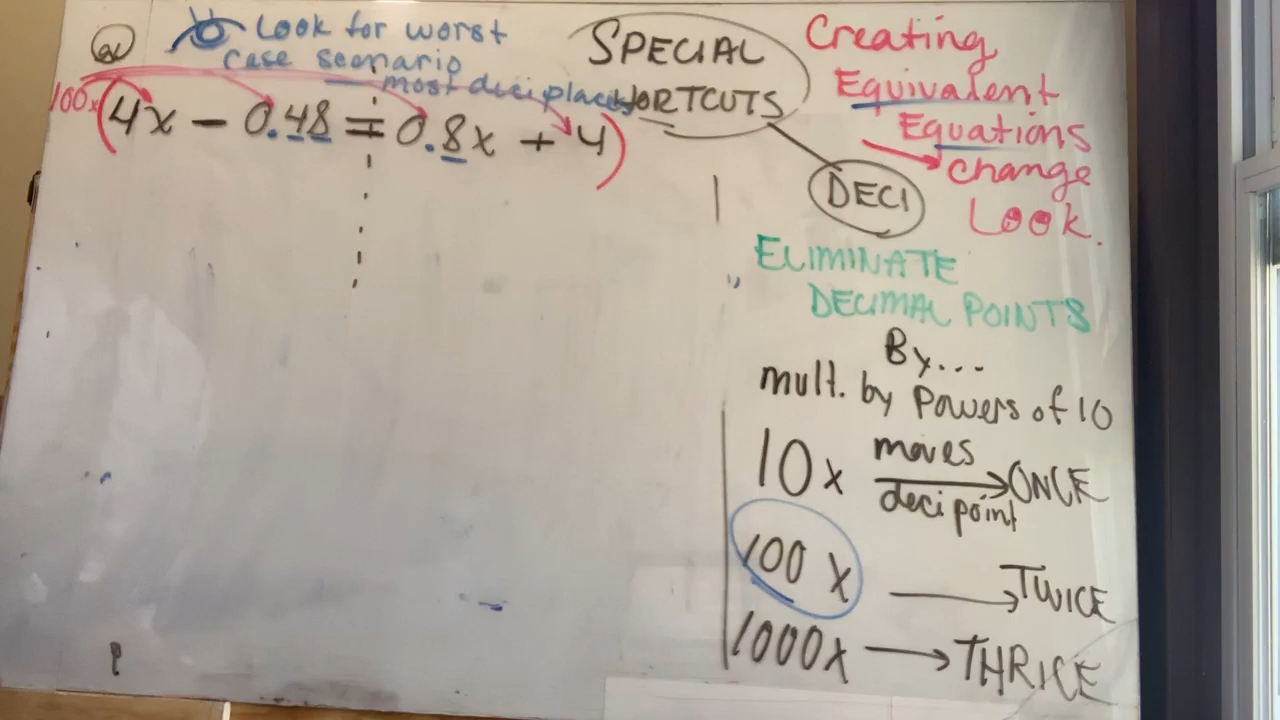 ex Look for worst
case scenario
most deci places
100x(4x - 0.48 = 0.8x + 4)
SPECIAL
SHORTCUTS
DECI
Creating
Equivalent
Equations
→ change
Look.
ELIMINATE
DECIMAL POINTS
By...
mult. by Powers of 10
10x moves deci point → ONCE
100x → TWICE
1000x → THRICE